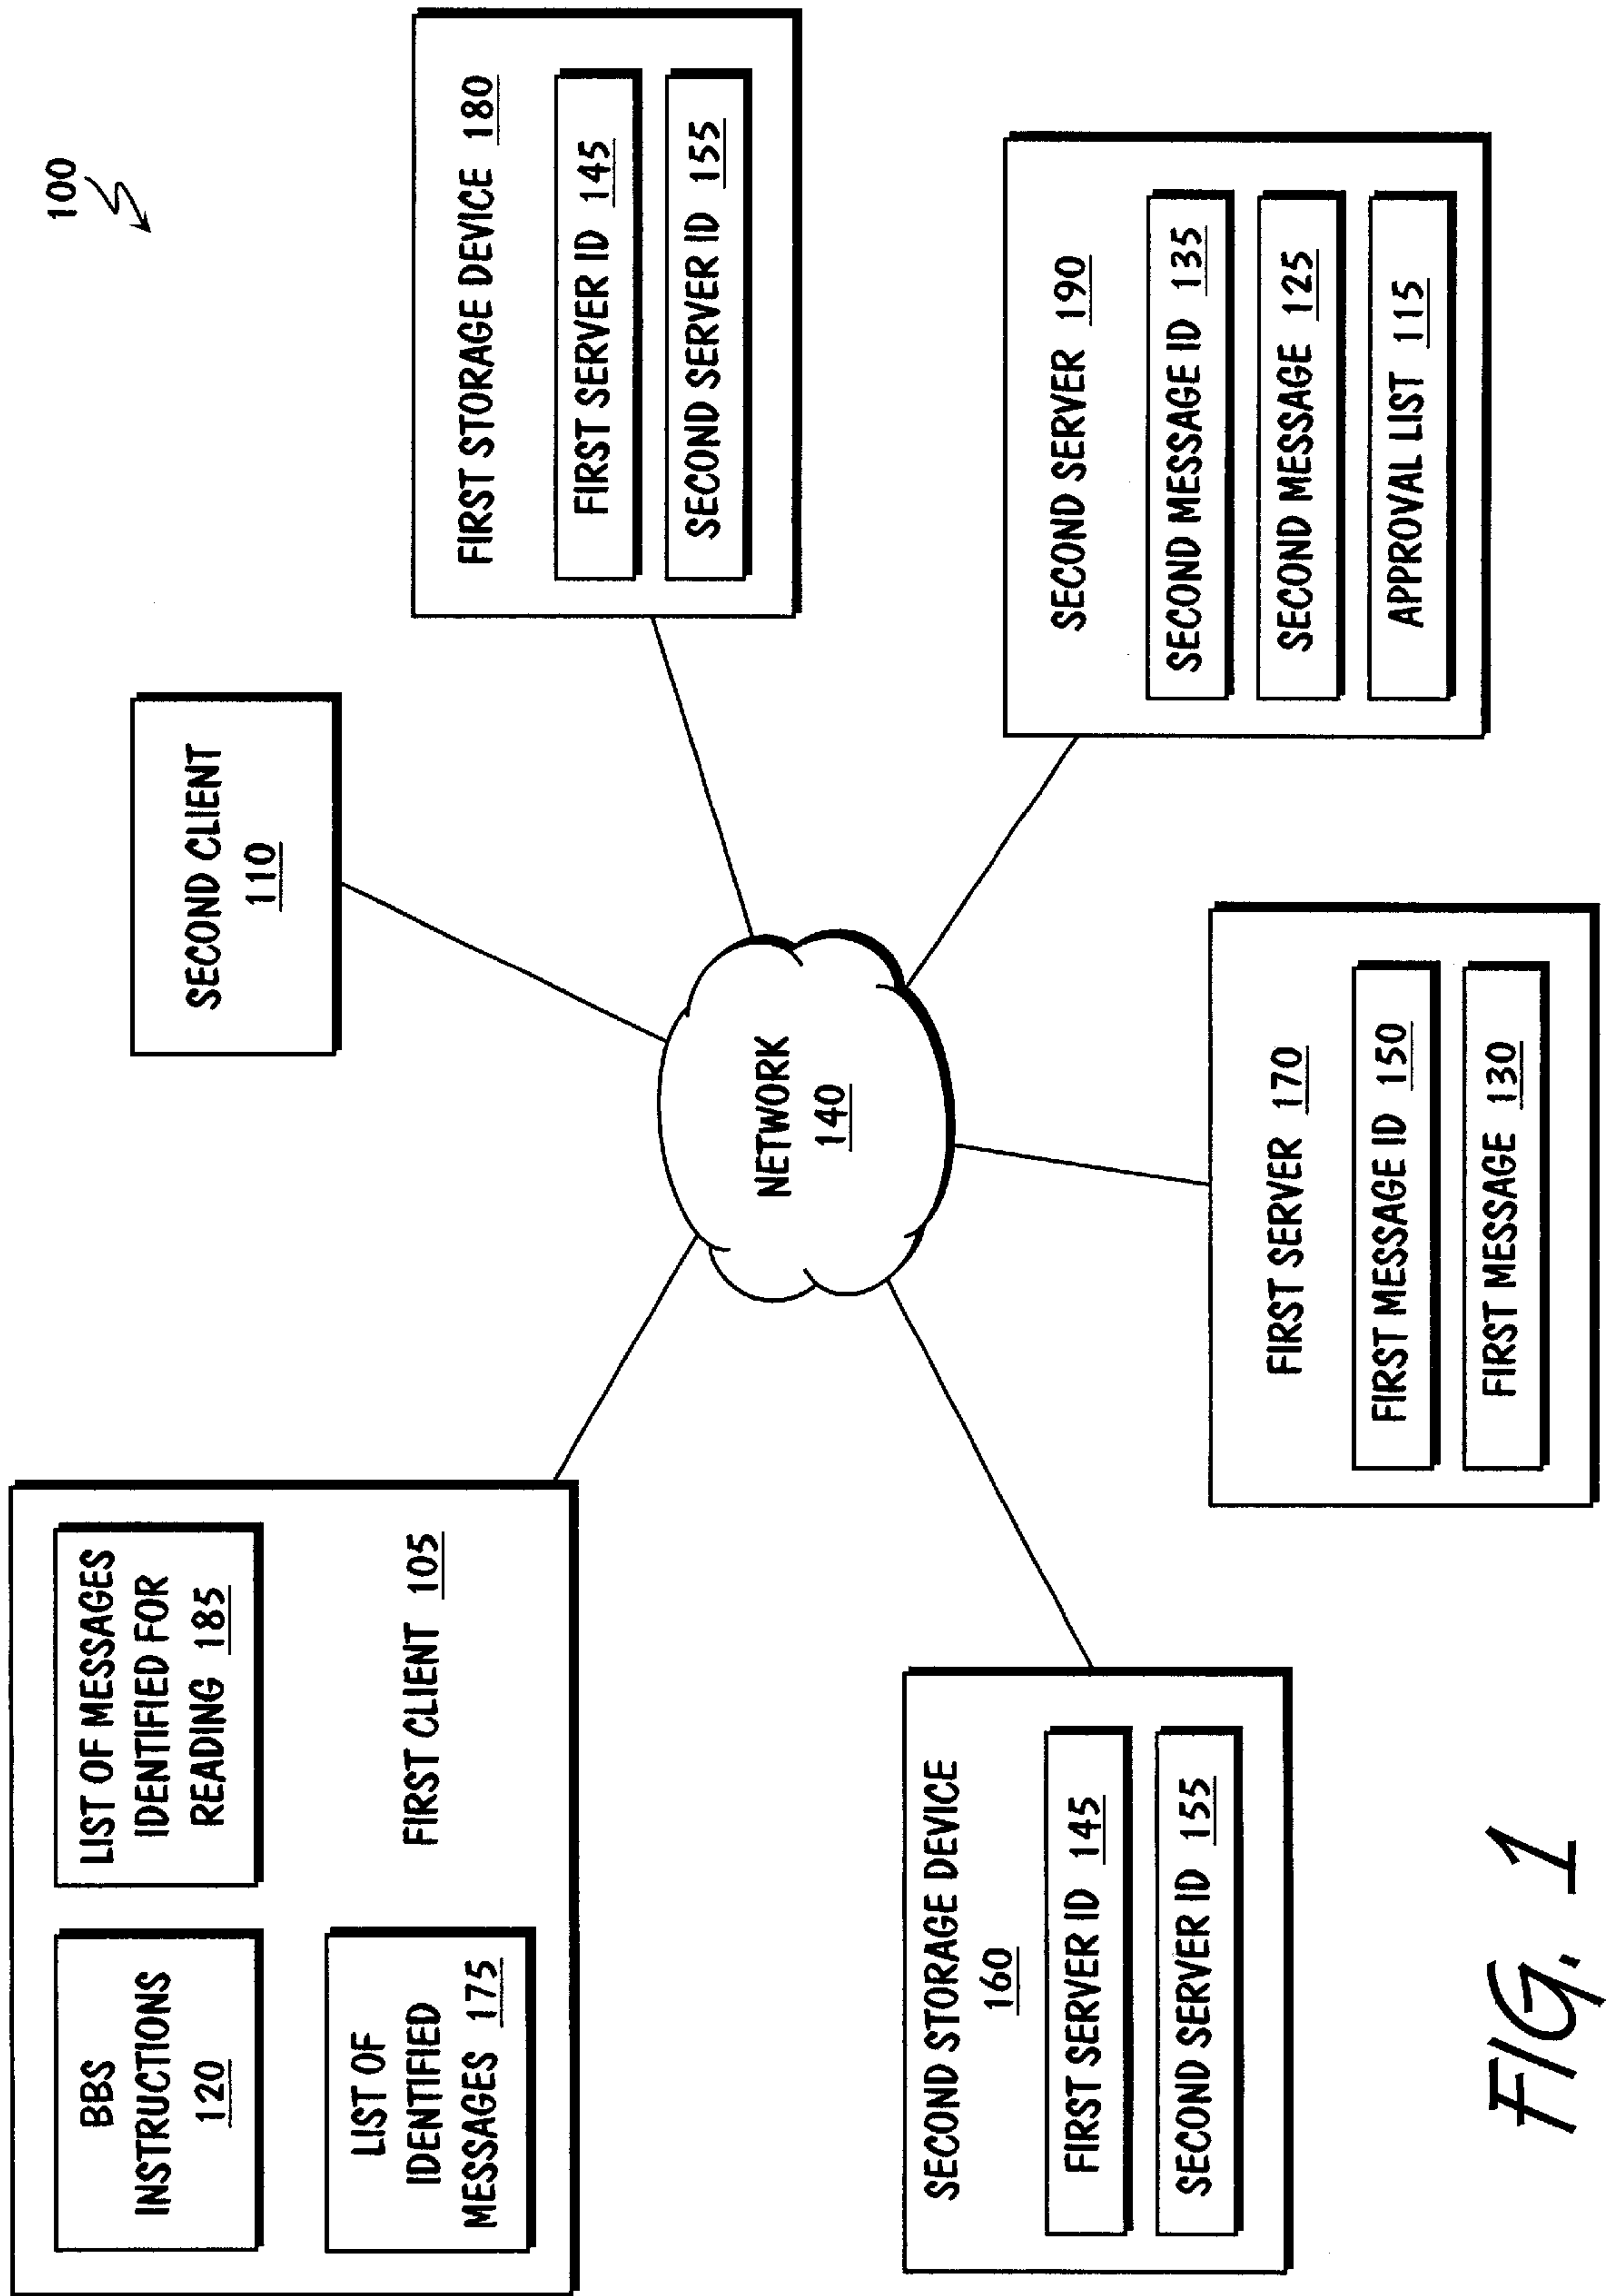 100
BBS
INSTRUCTIONS
120
LIST OF MESSAGES
IDENTIFIED FOR
READING 185
LIST OF
IDENTIFIED
MESSAGES 175
FIRST CLIENT 105
SECOND CLIENT
110
FIRST STORAGE DEVICE 180
FIRST SERVER ID 145
SECOND SERVER ID 155
NETWORK
140
SECOND STORAGE DEVICE
160
FIRST SERVER ID 145
SECOND SERVER ID 155
FIRST SERVER 170
FIRST MESSAGE ID 150
FIRST MESSAGE 130
SECOND SERVER 190
SECOND MESSAGE ID 135
SECOND MESSAGE 125
APPROVAL LIST 115
FIG. 1